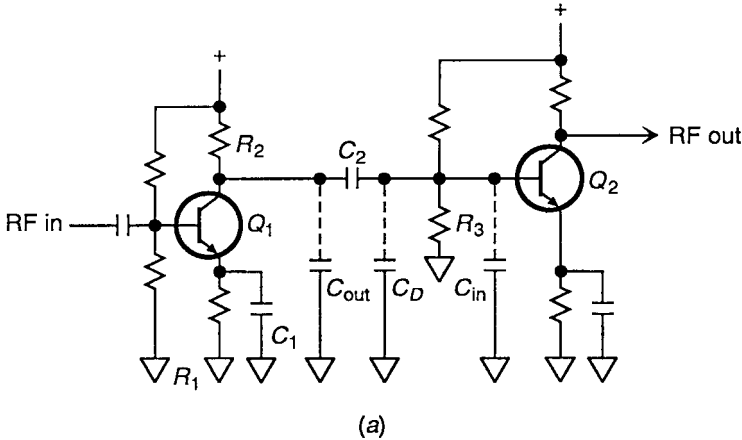 +
+
R2
C2
RF out
Q2
RF in
Q1
R3
Cout
CD
Cin
C1
R1
(a)